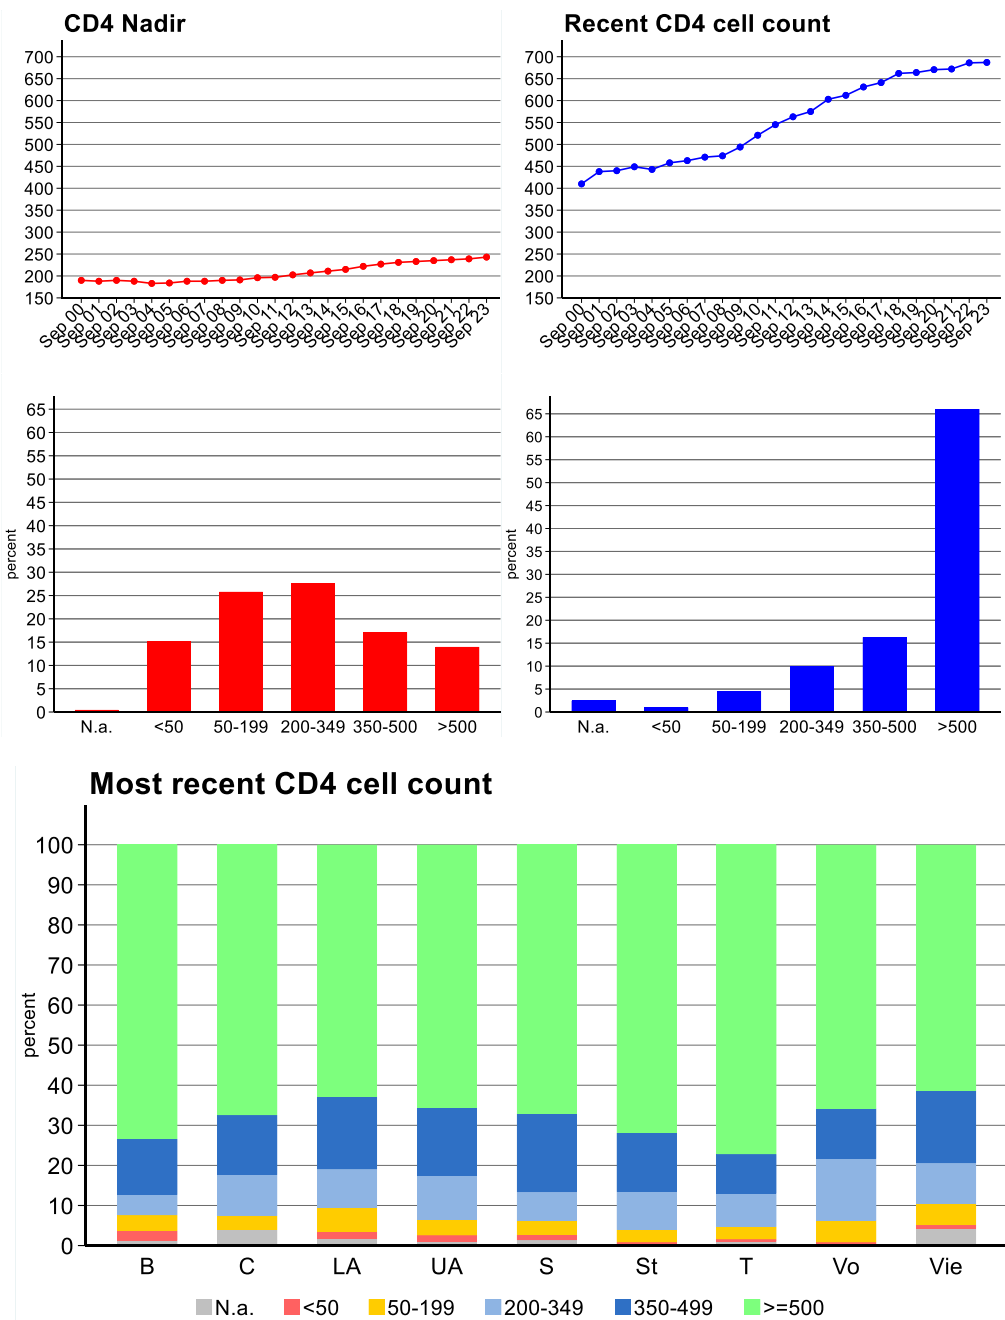 CD4 Nadir
700
650
600
550
500
450
400
350
300
250
200
150
Sep 00
Sep 01
Sep 02
Sep 03
Sep 04
Sep 05
Sep 06
Sep 07
Sep 08
Sep 09
Sep 10
Sep 11
Sep 12
Sep 13
Sep 14
Sep 15
Sep 16
Sep 17
Sep 18
Sep 19
Sep 20
Sep 21
Sep 22
Sep 23
Recent CD4 cell count
700
650
600
550
500
450
400
350
300
250
200
150
Sep 00
Sep 01
Sep 02
Sep 03
Sep 04
Sep 05
Sep 06
Sep 07
Sep 08
Sep 09
Sep 10
Sep 11
Sep 12
Sep 13
Sep 14
Sep 15
Sep 16
Sep 17
Sep 18
Sep 19
Sep 20
Sep 21
Sep 22
Sep 23
percent
65
60
55
50
45
40
35
30
25
20
15
10
5
0
N.a. <50 50-199 200-349 350-500 >500
percent
65
60
55
50
45
40
35
30
25
20
15
10
5
0
N.a. <50 50-199 200-349 350-500 >500
Most recent CD4 cell count
percent
100
90
80
70
60
50
40
30
20
10
0
B C LA UA S St T Vo Vie
N.a. <50 50-199 200-349 350-499 >=500